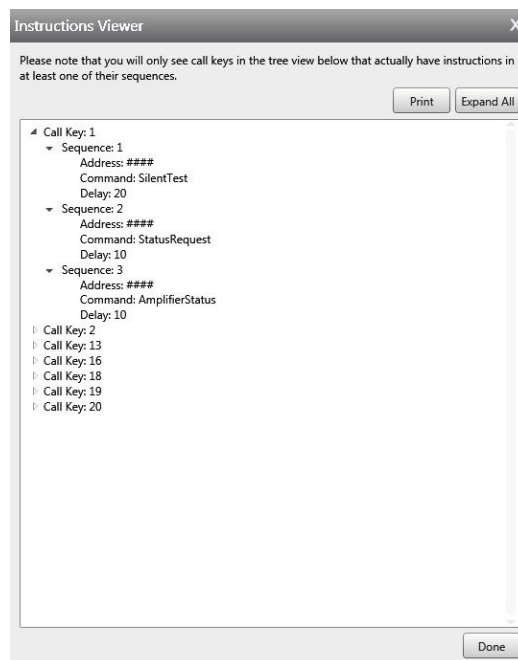 Instructions Viewer X
Please note that you will only see call keys in the tree view below that actually have instructions in
at least one of their sequences.
Print Expand All
Call Key: 1
Sequence: 1
Address: ####
Command: SilentTest
Delay: 20
Sequence: 2
Address: ####
Command: StatusRequest
Delay: 10
Sequence: 3
Address: ####
Command: AmplifierStatus
Delay: 10
Call Key: 2
Call Key: 13
Call Key: 16
Call Key: 18
Call Key: 19
Call Key: 20
Done